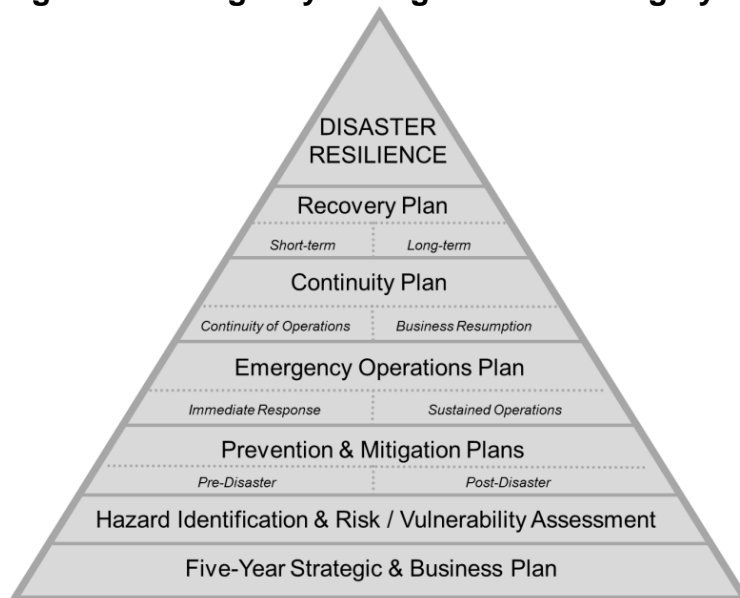 DISASTER
RESILIENCE
Recovery Plan
Short-term Long-term
Continuity Plan
Continuity of Operations Business Resumption
Emergency Operations Plan
Immediate Response Sustained Operations
Prevention & Mitigation Plans
Pre-Disaster Post-Disaster
Hazard Identification & Risk / Vulnerability Assessment
Five-Year Strategic & Business Plan